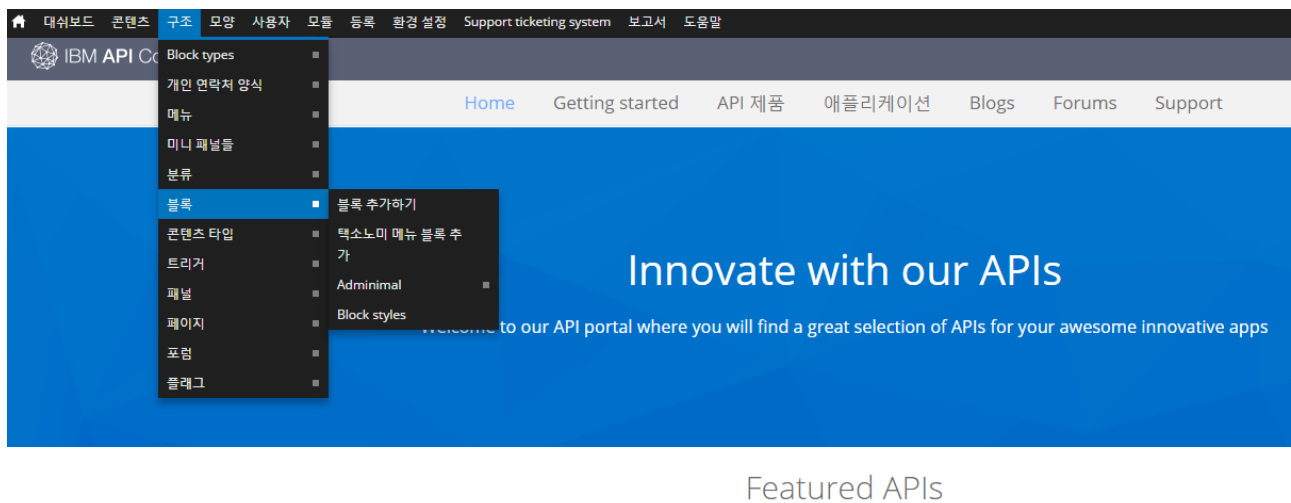 대쉬보드 콘텐츠 구조 모양 사용자 모듈 등록 환경 설정 Support ticketing system 보고서 도움말
IBM API Co
Block types
개인 연락처 양식
메뉴
미니 패널들
분류
블록
콘텐츠 타입
트리거
패널
페이지
포럼
플래그
블록 추가하기
택소노미 메뉴 블록 추
가
Adminimal
Block styles
Home Getting started API 제품 애플리케이션 Blogs Forums Support
Innovate with our APIs
Welcome to our API portal where you will find a great selection of APIs for your awesome innovative apps
Featured APIs